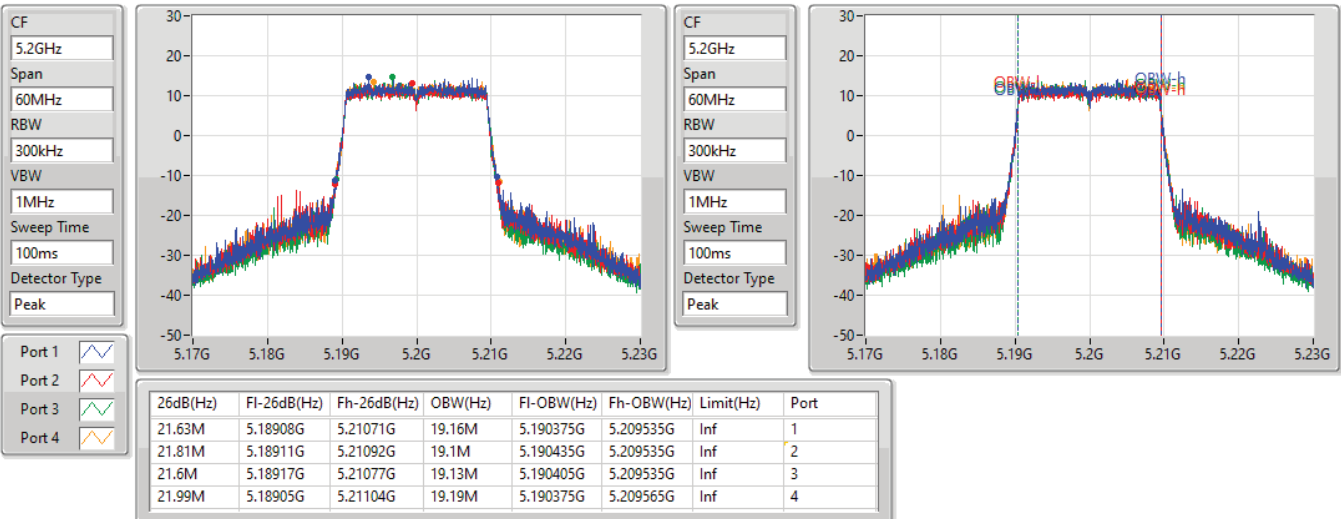 CF
5.2GHz
Span
60MHz
RBW
300kHz
VBW
1MHz
Sweep Time
100ms
Detector Type
Peak
30
20
10
0
-10
-20
-30
-40
-50
5.17G 5.18G 5.19G 5.2G 5.21G 5.22G 5.23G
CF
5.2GHz
Span
60MHz
RBW
300kHz
VBW
1MHz
Sweep Time
100ms
Detector Type
Peak
30
20
10
0
-10
-20
-30
-40
-50
OBW-h
OBW-h
5.17G 5.18G 5.19G 5.2G 5.21G 5.22G 5.23G
Port 1
Port 2
Port 3
Port 4
26dB(Hz) Fl-26dB(Hz) Fh-26dB(Hz) OBW(Hz) Fl-OBW(Hz) Fh-OBW(Hz) Limit(Hz) Port
21.63M 5.18908G 5.21071G 19.16M 5.190375G 5.209535G Inf 1
21.81M 5.18911G 5.21092G 19.1M 5.190435G 5.209535G Inf 2
21.6M 5.18917G 5.21077G 19.13M 5.190405G 5.209535G Inf 3
21.99M 5.18905G 5.21104G 19.19M 5.190375G 5.209565G Inf 4